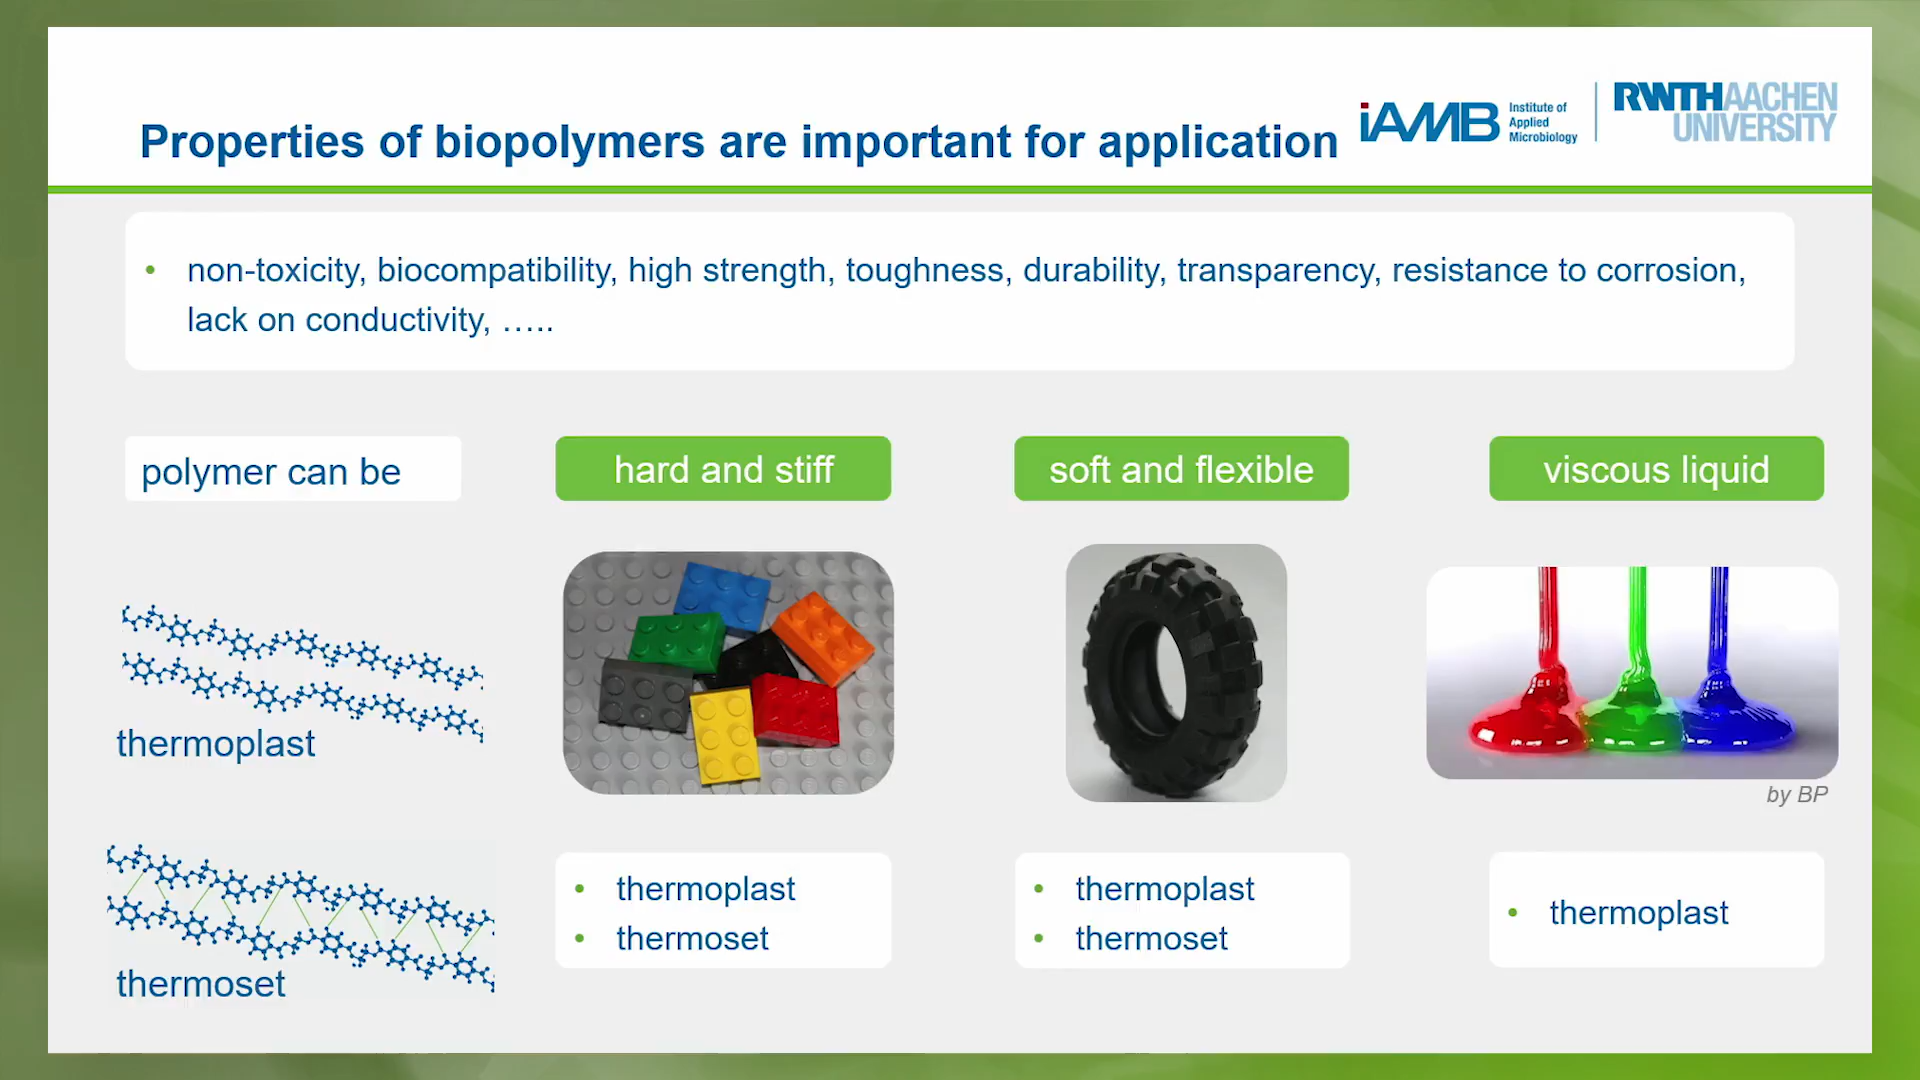 Properties of biopolymers are important for application
iAMB
Institute of
Applied
Microbiology
RWTHAACHEN
UNIVERSITY
• non-toxicity, biocompatibility, high strength, toughness, durability, transparency, resistance to corrosion,
lack on conductivity, …..
polymer can be
hard and stiff
soft and flexible
viscous liquid
thermoplast
by BP
thermoset
• thermoplast
• thermoset
• thermoplast
• thermoset
• thermoplast